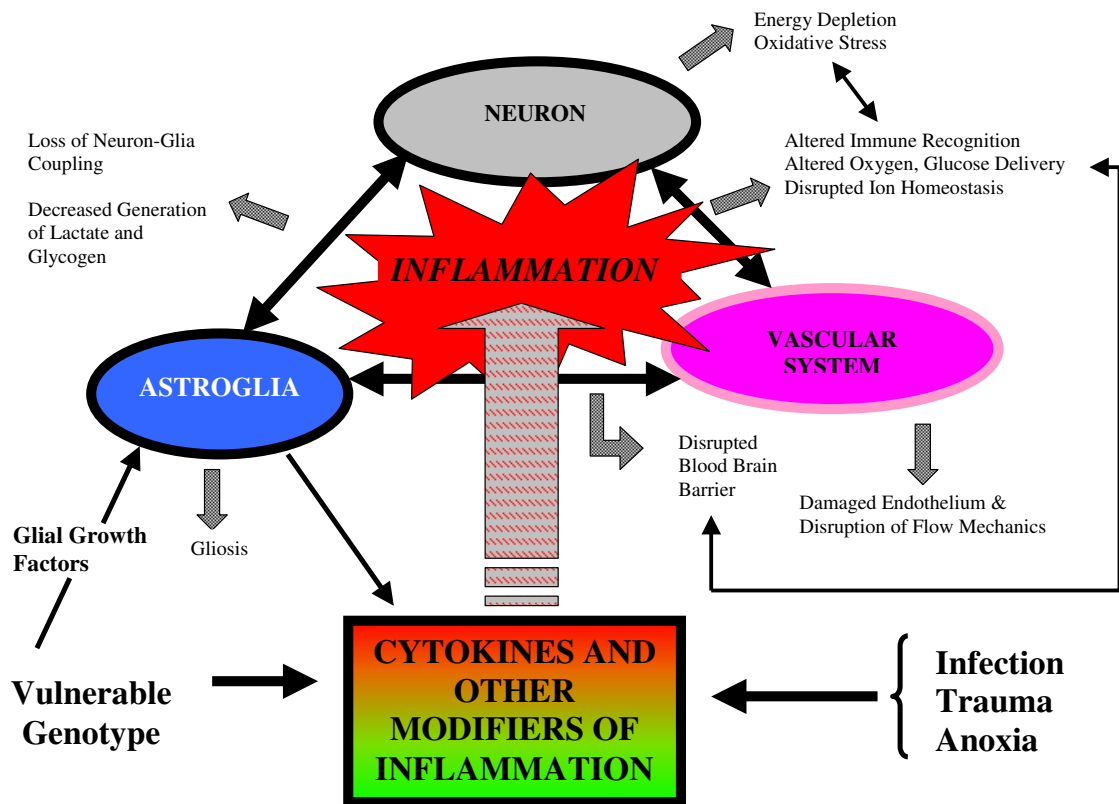 Energy Depletion
Oxidative Stress
NEURON
Loss of Neuron-Glia
Coupling
Altered Immune Recognition
Altered Oxygen, Glucose Delivery
Disrupted Ion Homeostasis
Decreased Generation
of Lactate and
Glycogen
INFLAMMATION
VASCULAR
SYSTEM
ASTROGLIA
Disrupted
Blood Brain
Barrier
Damaged Endothelium &
Disruption of Flow Mechanics
Glial Growth
Factors
Gliosis
Vulnerable
Genotype
CYTOKINES AND
OTHER
MODIFIERS OF
INFLAMMATION
Infection
Trauma
Anoxia